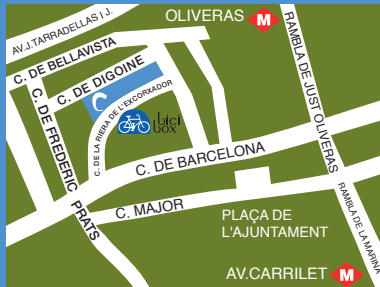 OLIVERAS M
AV.J.TARRADELLAS I J.
C. DE BELLAVISTA
RAMBLA DE JUST OLIVERAS
C. DE DIGOINE
C
C. DE LA RIERA DE L'EXCORXADOR
bici
box
C. DE FREDERIC PRATS
C. DE BARCELONA
C. MAJOR
RAMBLA DE LA MARINA
PLAÇA DE
L'AJUNTAMENT
AV.CARRILET M